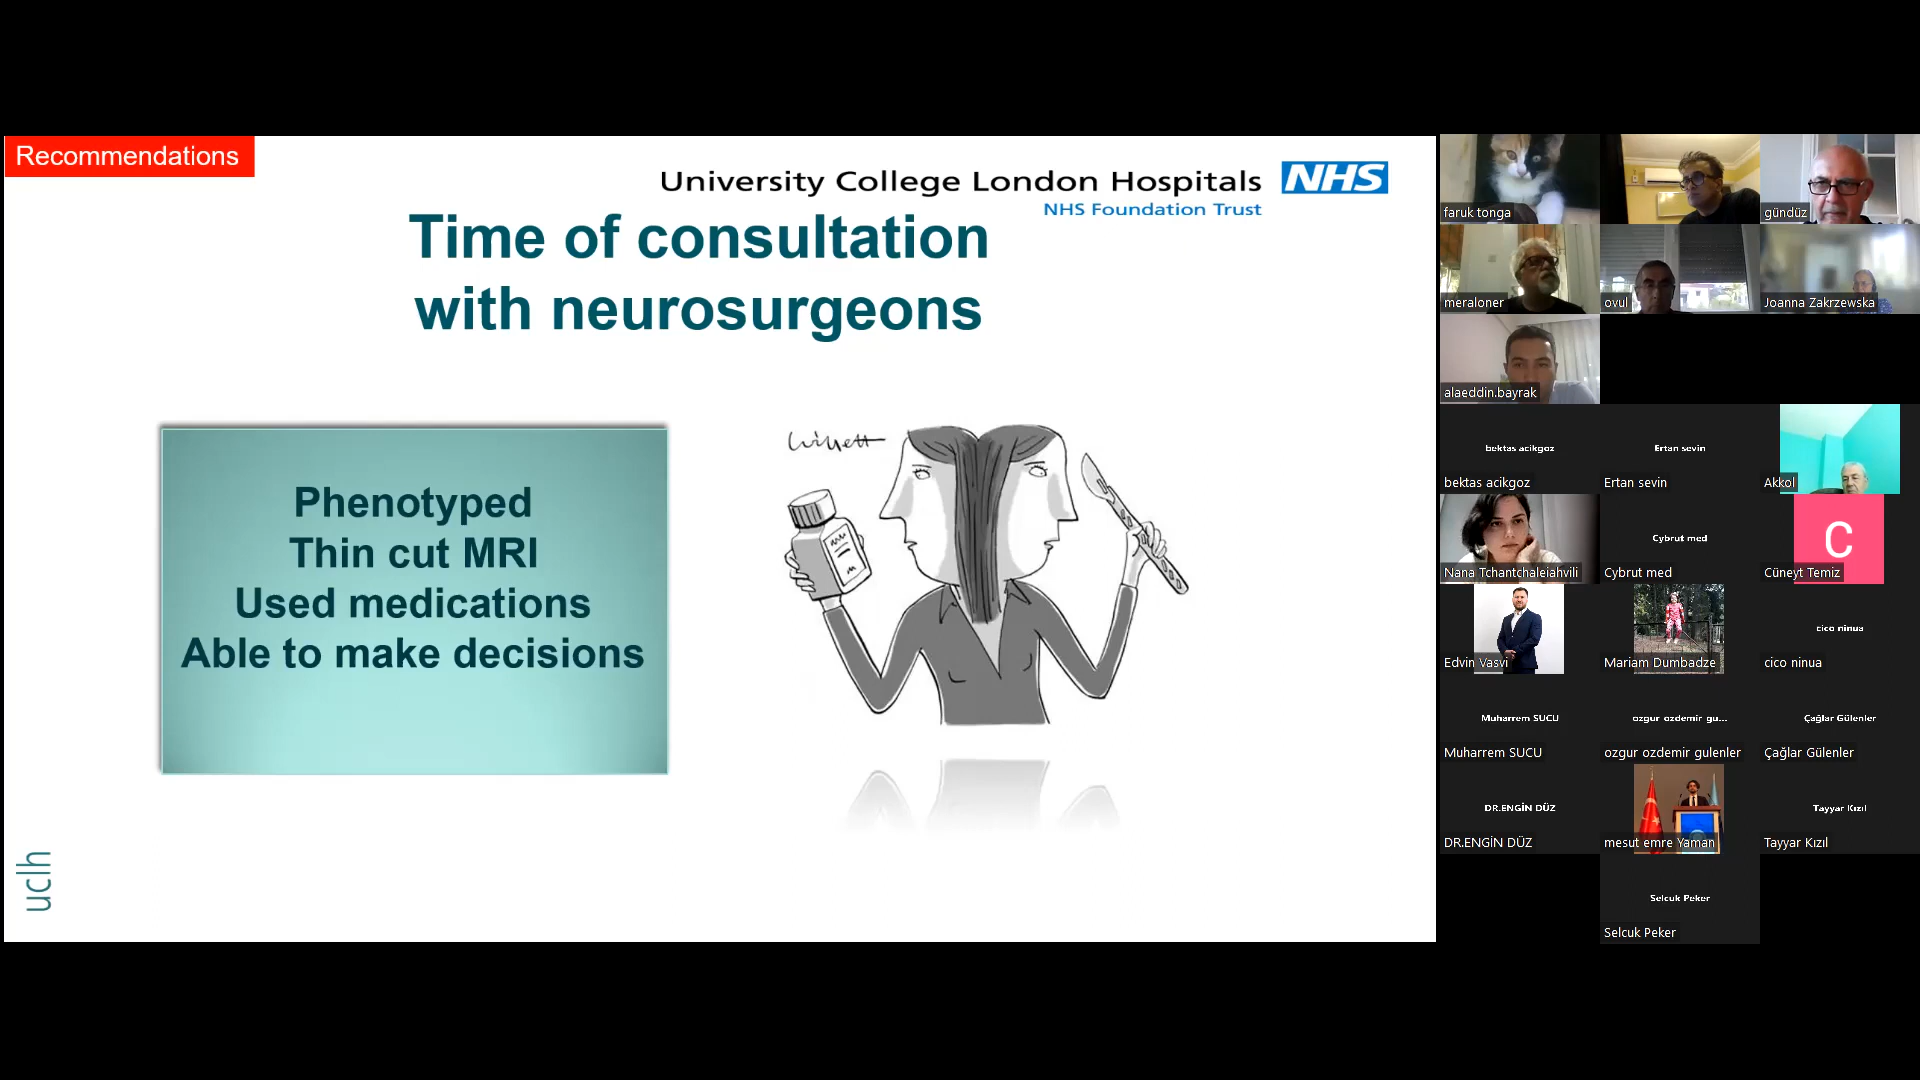 Recommendations
University College London Hospitals
NHS
NHS Foundation Trust
Time of consultation
with neurosurgeons
Phenotyped
Thin cut MRI
Used medications
Able to make decisions
uclh
faruk tonga
gündüz
meraloner
ovul
Joanna Zakrzewska
alaeddin.bayrak
bektas acikgoz
bektas acikgoz
Ertan sevin
Ertan sevin
Akkol
Nana Tchantchaleiahvili
Cybrut med
Cybrut med
C
Cüneyt Temiz
Edvin Vasvi
Mariam Dumbadze
cico ninua
cico ninua
Muharrem SUCU
Muharrem SUCU
ozgur ozdemir gu...
ozgur ozdemir gulenler
Çağlar Gülenler
Çağlar Gülenler
DR.ENGİN DÜZ
DR.ENGİN DÜZ
mesut emre Yaman
Tayyar Kızıl
Tayyar Kızıl
Selcuk Peker
Selcuk Peker